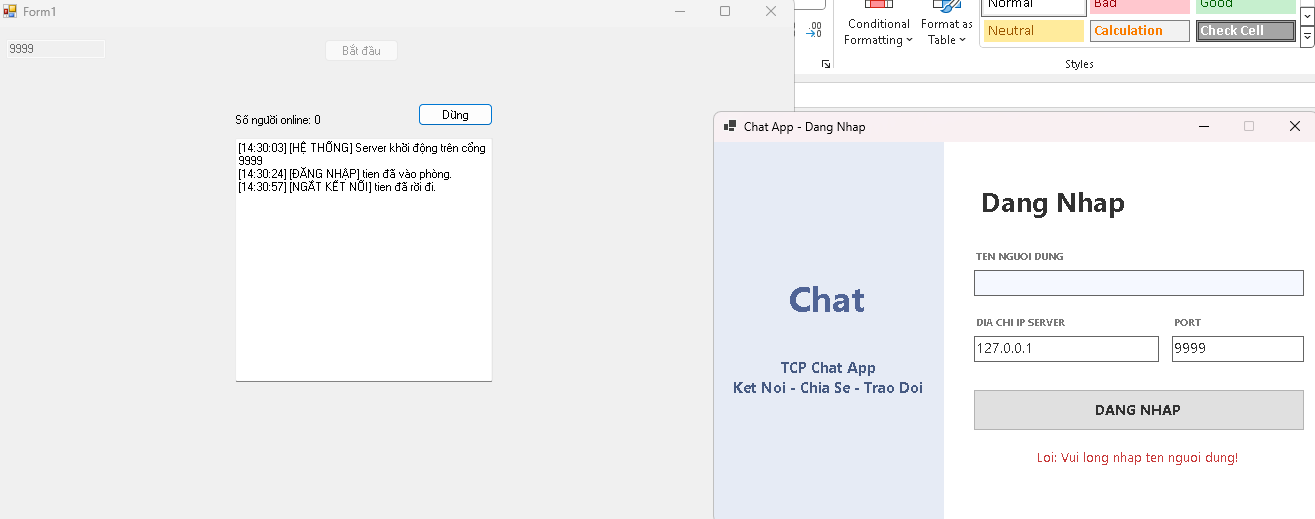 Form1
9999
Bắt đầu
Số người online: 0
Dừng
[14:30:03] [HỆ THỐNG] Server khởi động trên cổng
9999
[14:30:24] [ĐĂNG NHẬP] tien đã vào phòng.
[14:30:57] [NGẮT KẾT NỐI] tien đã rời đi.
.00
→0
Conditional
Formatting
Format as
Table
Normal
Bad
Good
Neutral
Calculation
Check Cell
Styles
Chat App - Dang Nhap
Chat
TCP Chat App
Ket Noi - Chia Se - Trao Doi
Dang Nhap
TEN NGUOI DUNG
DIA CHI IP SERVER
PORT
127.0.0.1
9999
DANG NHAP
Loi: Vui long nhap ten nguoi dung!